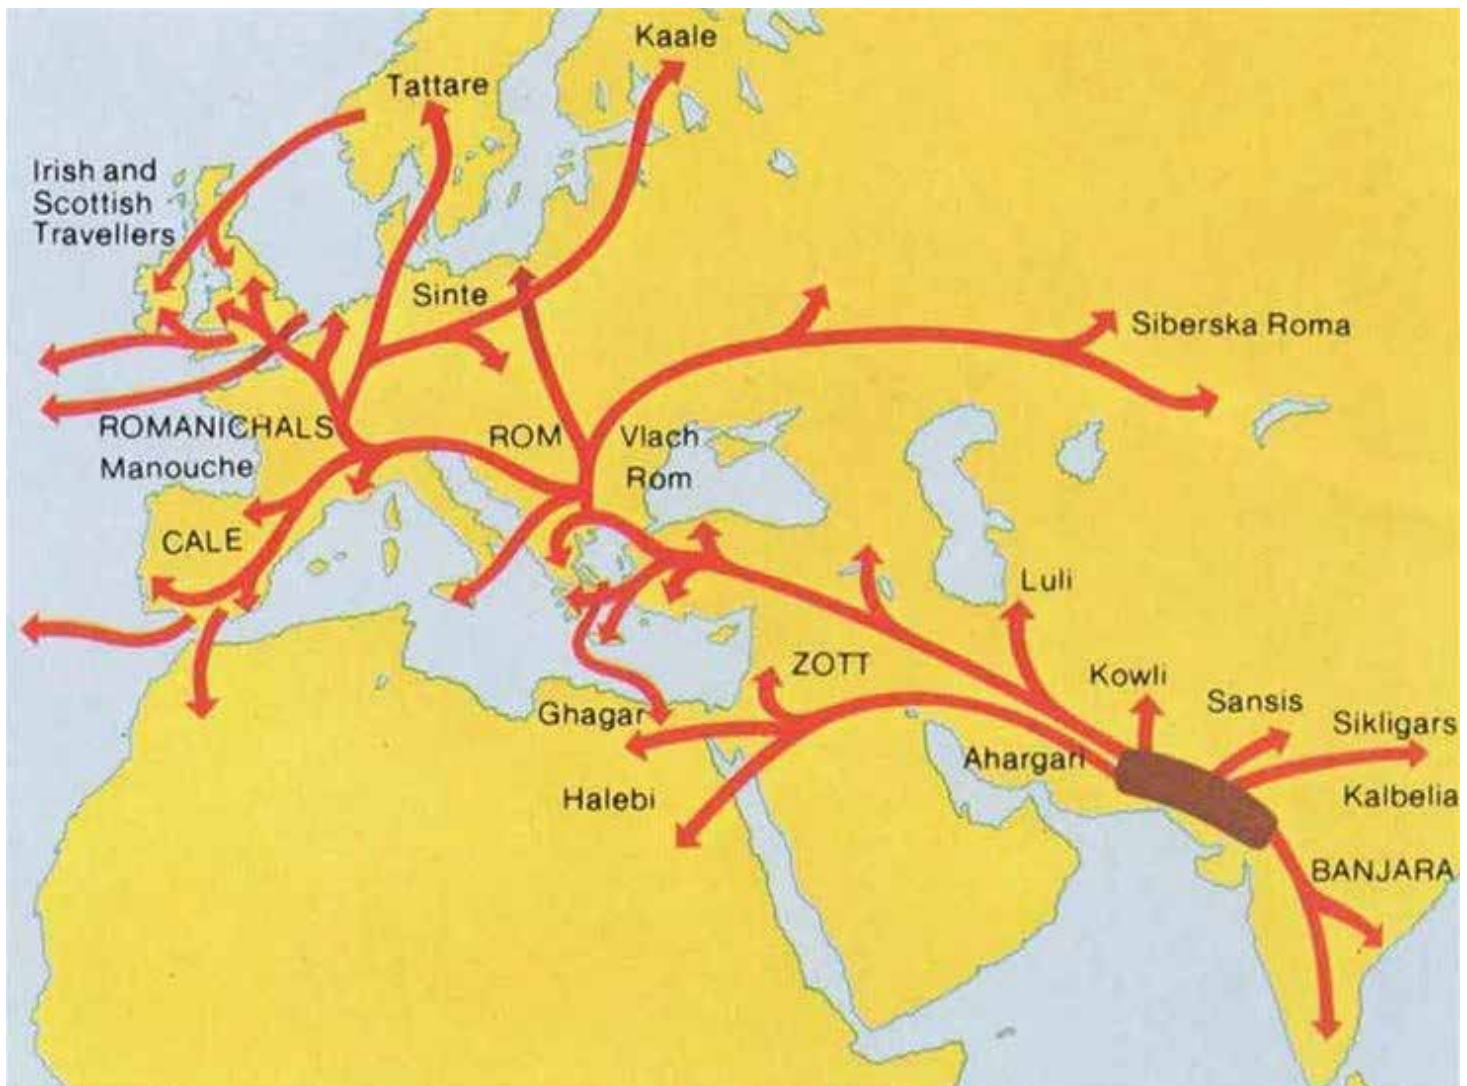 Kaale
Tattare
Irish and
Scottish
Travellers
Sinte
Siberska Roma
ROMANICHALS
Manouche
ROM
Vlach
Rom
CALE
Luli
ZOTT
Kowli
Sansis
Ghagar
Sikligars
Ahargari
Halebi
Kalbelia
BANJARA